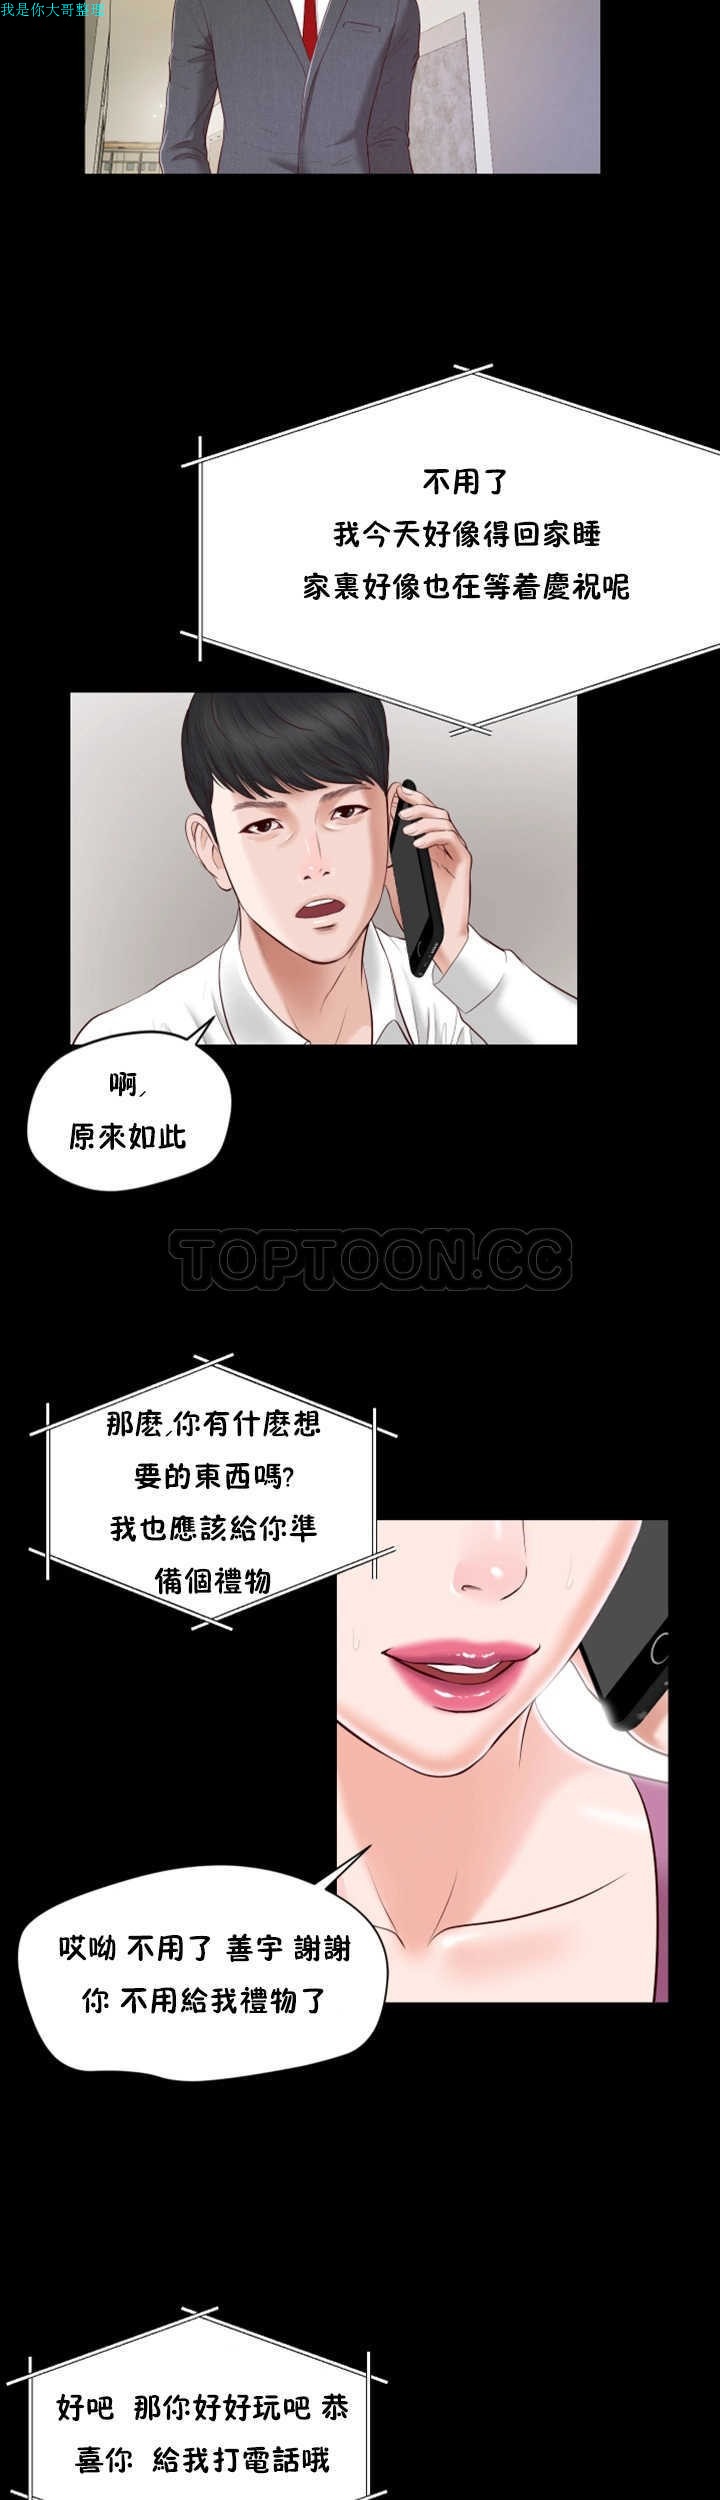 我是你大哥整理
不用了
我今天好像得回家睡
家裏好像也在等着慶祝呢
啊,
原來如此
TOPTOON.CC
那麽,你有什麽想
要的東西嗎?
我也應該給你準
備個禮物
哎呦 不用了 善宇 謝謝
你 不用給我禮物了
好吧 那你好好玩吧 恭
喜你 給我打電話哦